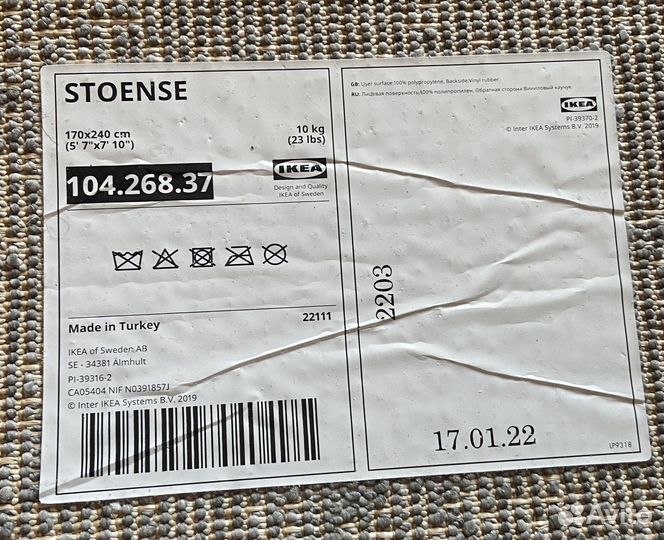 STOENSE
170x240 cm
(5' 7"x7' 10")
10 kg
(23 lbs)
104.268.37
IKEA
Design and Quality
IKEA of Sweden
Made in Turkey
22111
IKEA of Sweden AB
SE - 34381 Älmhult
PI-39316-2
CA05404 NIF N0391857J
© Inter IKEA Systems B.V. 2019
GB: User surface:100% polypropylene, Backside:Vinyl rubber.
RU: Лицевая поверхность:100% полипропилен, Обратная сторона Виниловый каучук
IKEA
PI-39370-2
© Inter IKEA Systems B.V. 2019
2203
17.01.22
LP9318
Avito